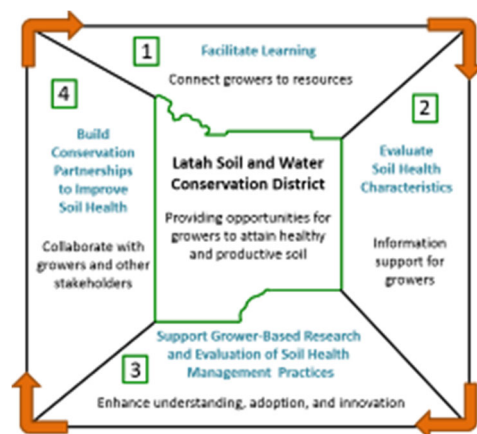 1
Facilitate Learning
Connect growers to resources
2
Evaluate
Soil Health
Characteristics
Information
support for
growers
3
Support Grower-Based Research
and Evaluation of Soil Health
Management Practices
Enhance understanding, adoption, and innovation
4
Build
Conservation
Partnerships
to Improve
Soil Health
Collaborate with
growers and other
stakeholders
Latah Soil and Water
Conservation District
Providing opportunities for
growers to attain healthy
and productive soil